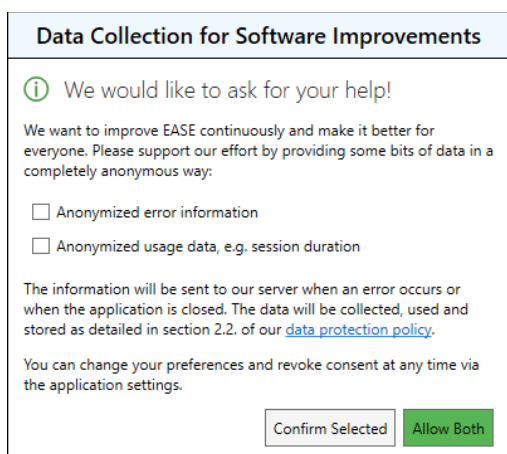 Data Collection for Software Improvements
We would like to ask for your help!
We want to improve EASE continuously and make it better for
everyone. Please support our effort by providing some bits of data in a
completely anonymous way:
Anonymized error information
Anonymized usage data, e.g. session duration
The information will be sent to our server when an error occurs or
when the application is closed. The data will be collected, used and
stored as detailed in section 2.2. of our data protection policy.
You can change your preferences and revoke consent at any time via
the application settings.
Confirm Selected
Allow Both